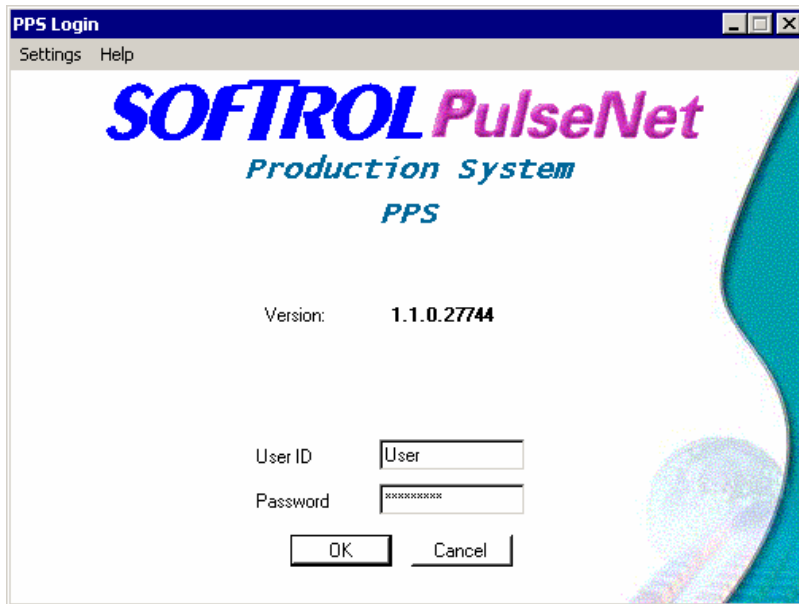 PPS Login
Settings Help
SOFTROL PulseNet
Production System
PPS
Version: 1.1.0.27744
User ID User
Password *********
OK Cancel